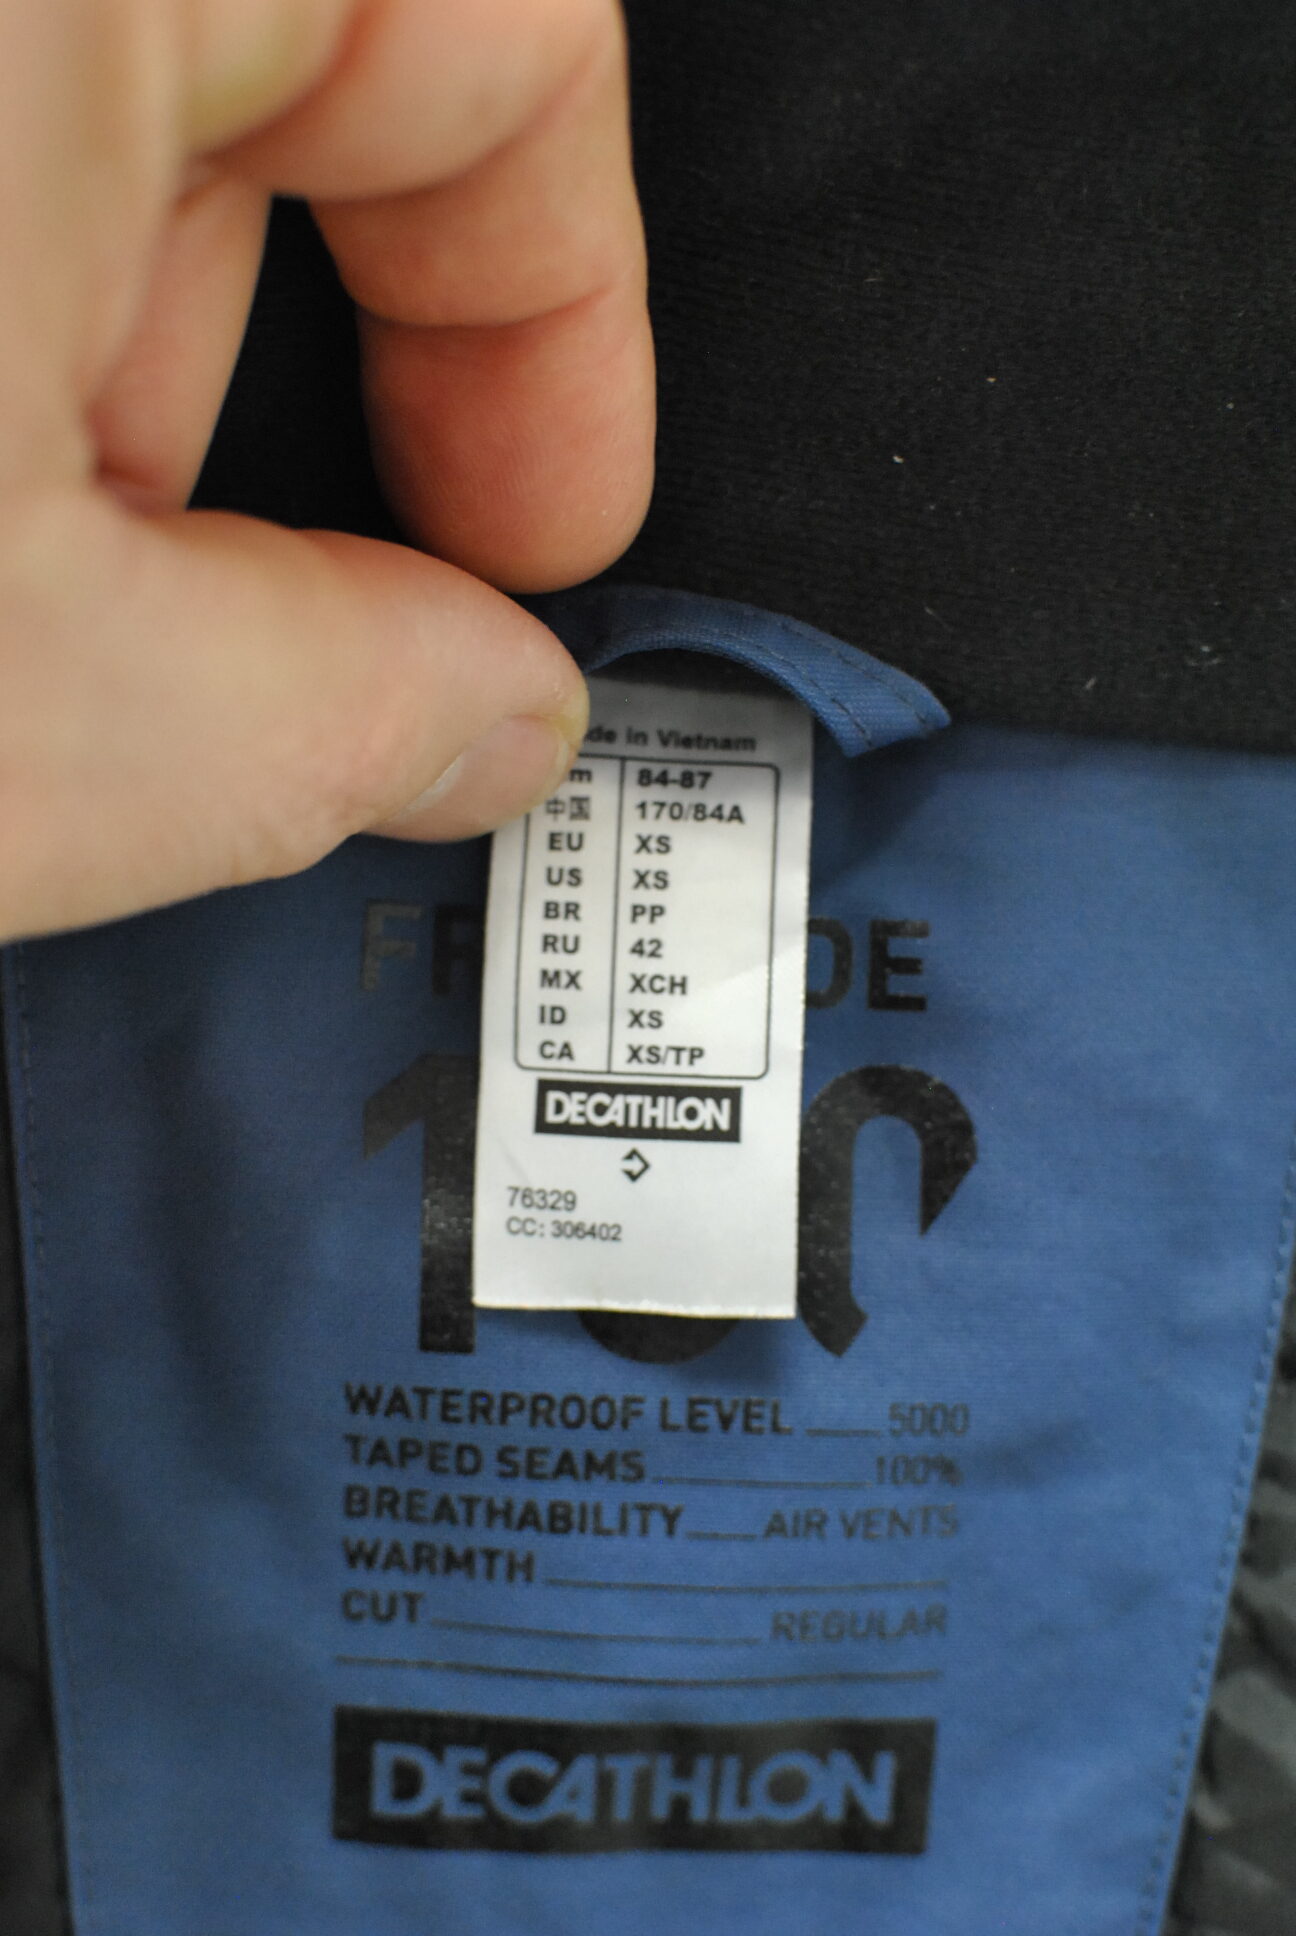 de in Vietnam
m 84-87
中国 170/84A
EU XS
US XS
BR PP
RU 42
MX XCH
ID XS
CA XS/TP
DECATHLON
76329
CC: 306402
WATERPROOF LEVEL 5000
TAPED SEAMS 100%
BREATHABILITY AIR VENTS
WARMTH
CUT REGULAR
DECATHLON